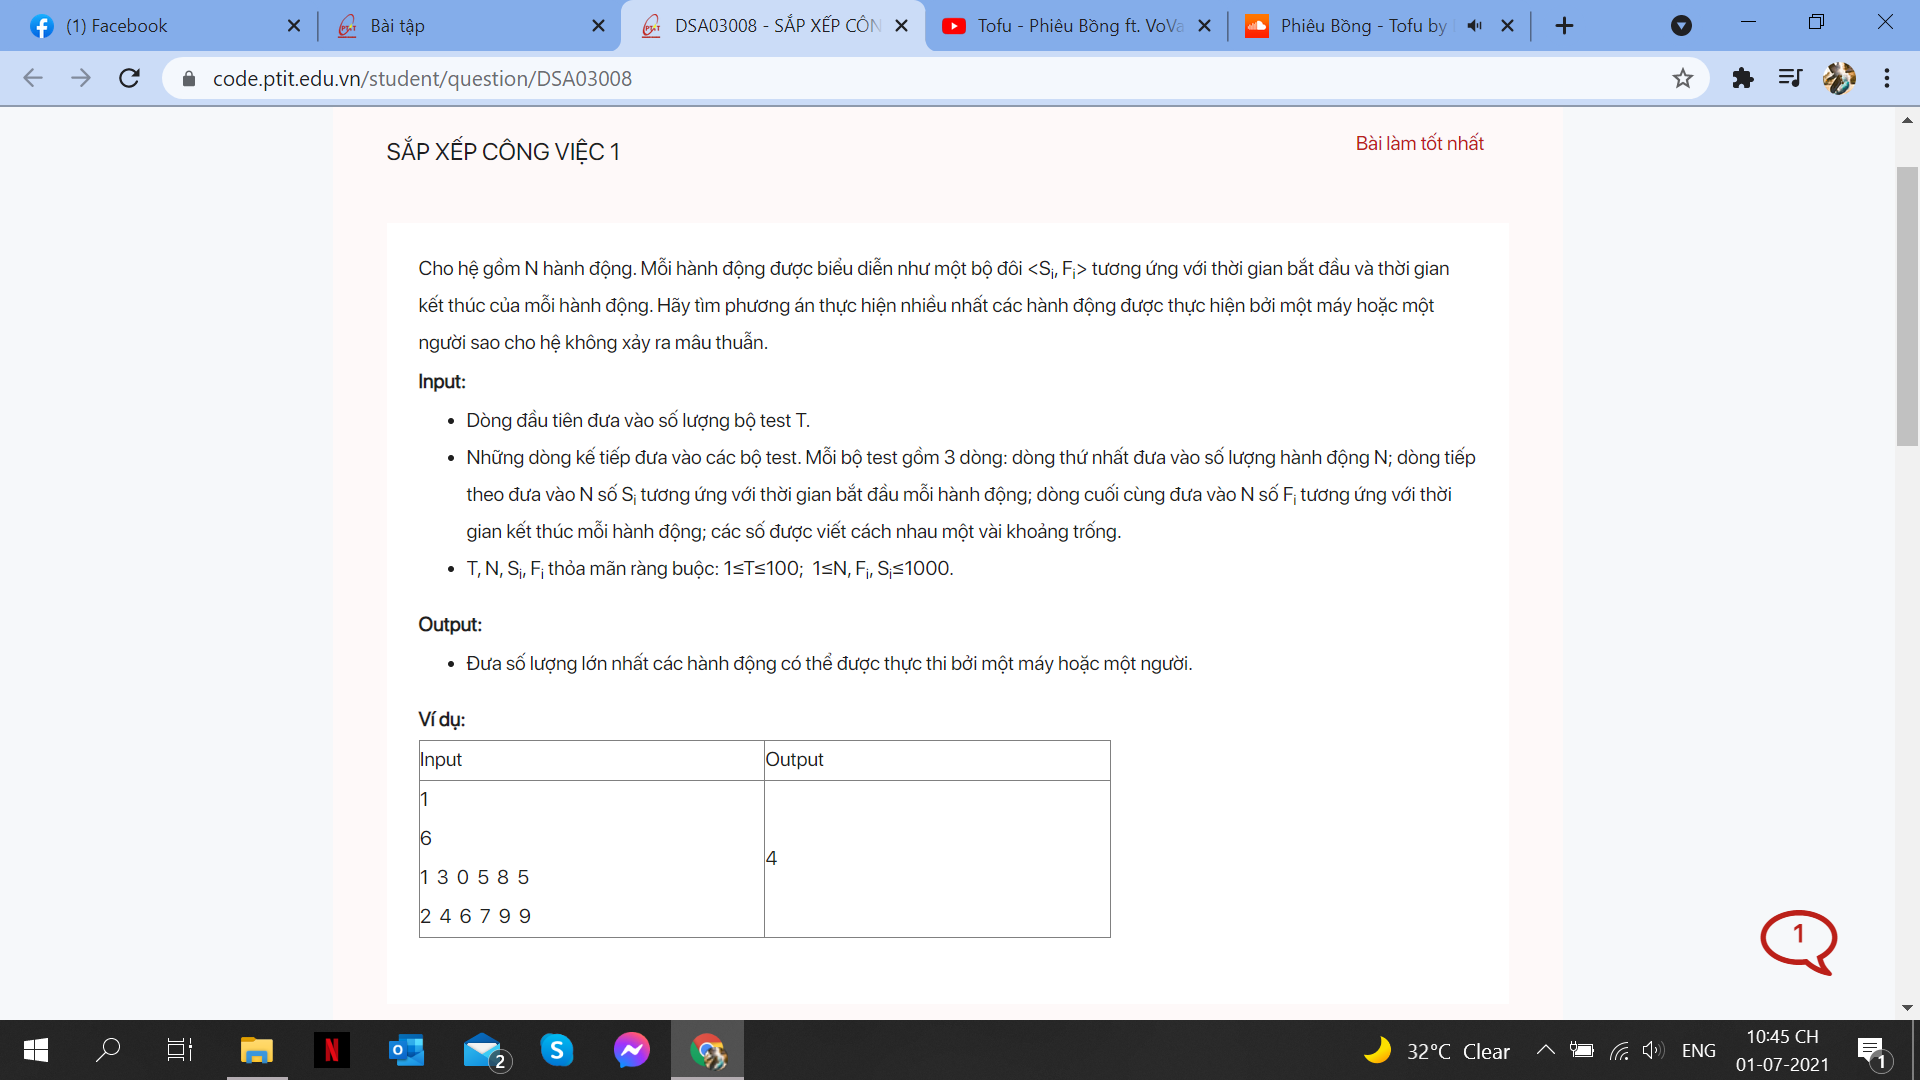 (1) Facebook
Bài tập
DSA03008 - SẮP XẾP CÔN
Tofu - Phiêu Bồng ft. VoVa
Phiêu Bồng - Tofu by
code.ptit.edu.vn/student/question/DSA03008
SẮP XẾP CÔNG VIỆC 1
Bài làm tốt nhất
Cho hệ gồm N hành động. Mỗi hành động được biểu diễn như một bộ đôi <Si, Fi> tương ứng với thời gian bắt đầu và thời gian
kết thúc của mỗi hành động. Hãy tìm phương án thực hiện nhiều nhất các hành động được thực hiện bởi một máy hoặc một
người sao cho hệ không xảy ra mâu thuẫn.
Input:
• Dòng đầu tiên đưa vào số lượng bộ test T.
• Những dòng kế tiếp đưa vào các bộ test. Mỗi bộ test gồm 3 dòng: dòng thứ nhất đưa vào số lượng hành động N; dòng tiếp
theo đưa vào N số Si tương ứng với thời gian bắt đầu mỗi hành động; dòng cuối cùng đưa vào N số Fi tương ứng với thời
gian kết thúc mỗi hành động; các số được viết cách nhau một vài khoảng trống.
• T, N, Si, Fi thỏa mãn ràng buộc: 1≤T≤100; 1≤N, Fi, Si≤1000.
Output:
• Đưa số lượng lớn nhất các hành động có thể được thực thi bởi một máy hoặc một người.
Ví dụ:
Input
Output
1
6
1 3 0 5 8 5
2 4 6 7 9 9
4
1
2
32°C Clear
ENG
10:45 CH
01-07-2021
1